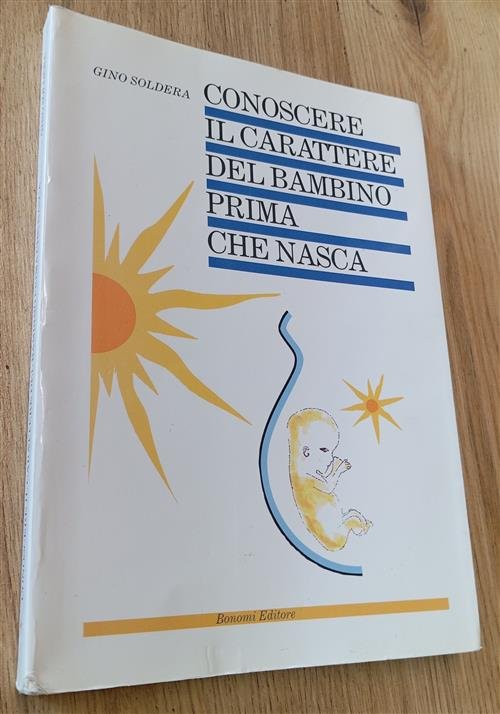 GINO SOLDERA
CONOSCERE
IL CARATTERE
DEL BAMBINO
PRIMA
CHE NASCA
Bonomi Editore